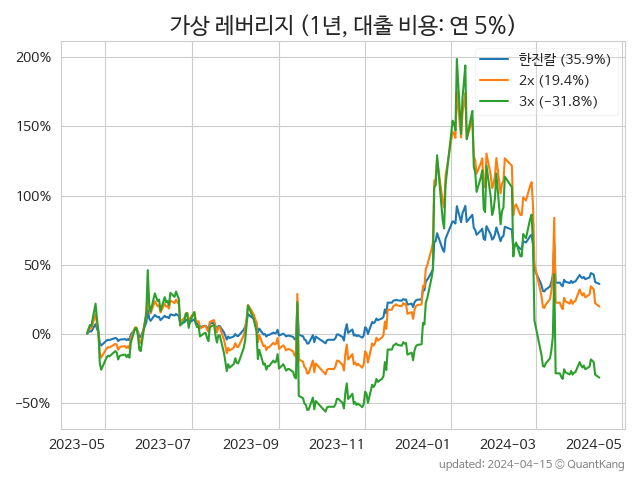 가상 레버리지 (1년, 대출 비용: 연 5%)
200%
150%
100%
50%
0%
−50%
한진칼 (35.9%)
2x (19.4%)
3x (−31.8%)
2023-05 2023-07 2023-09 2023-11 2024-01 2024-03 2024-05
updated: 2024-04-15 © QuantKang